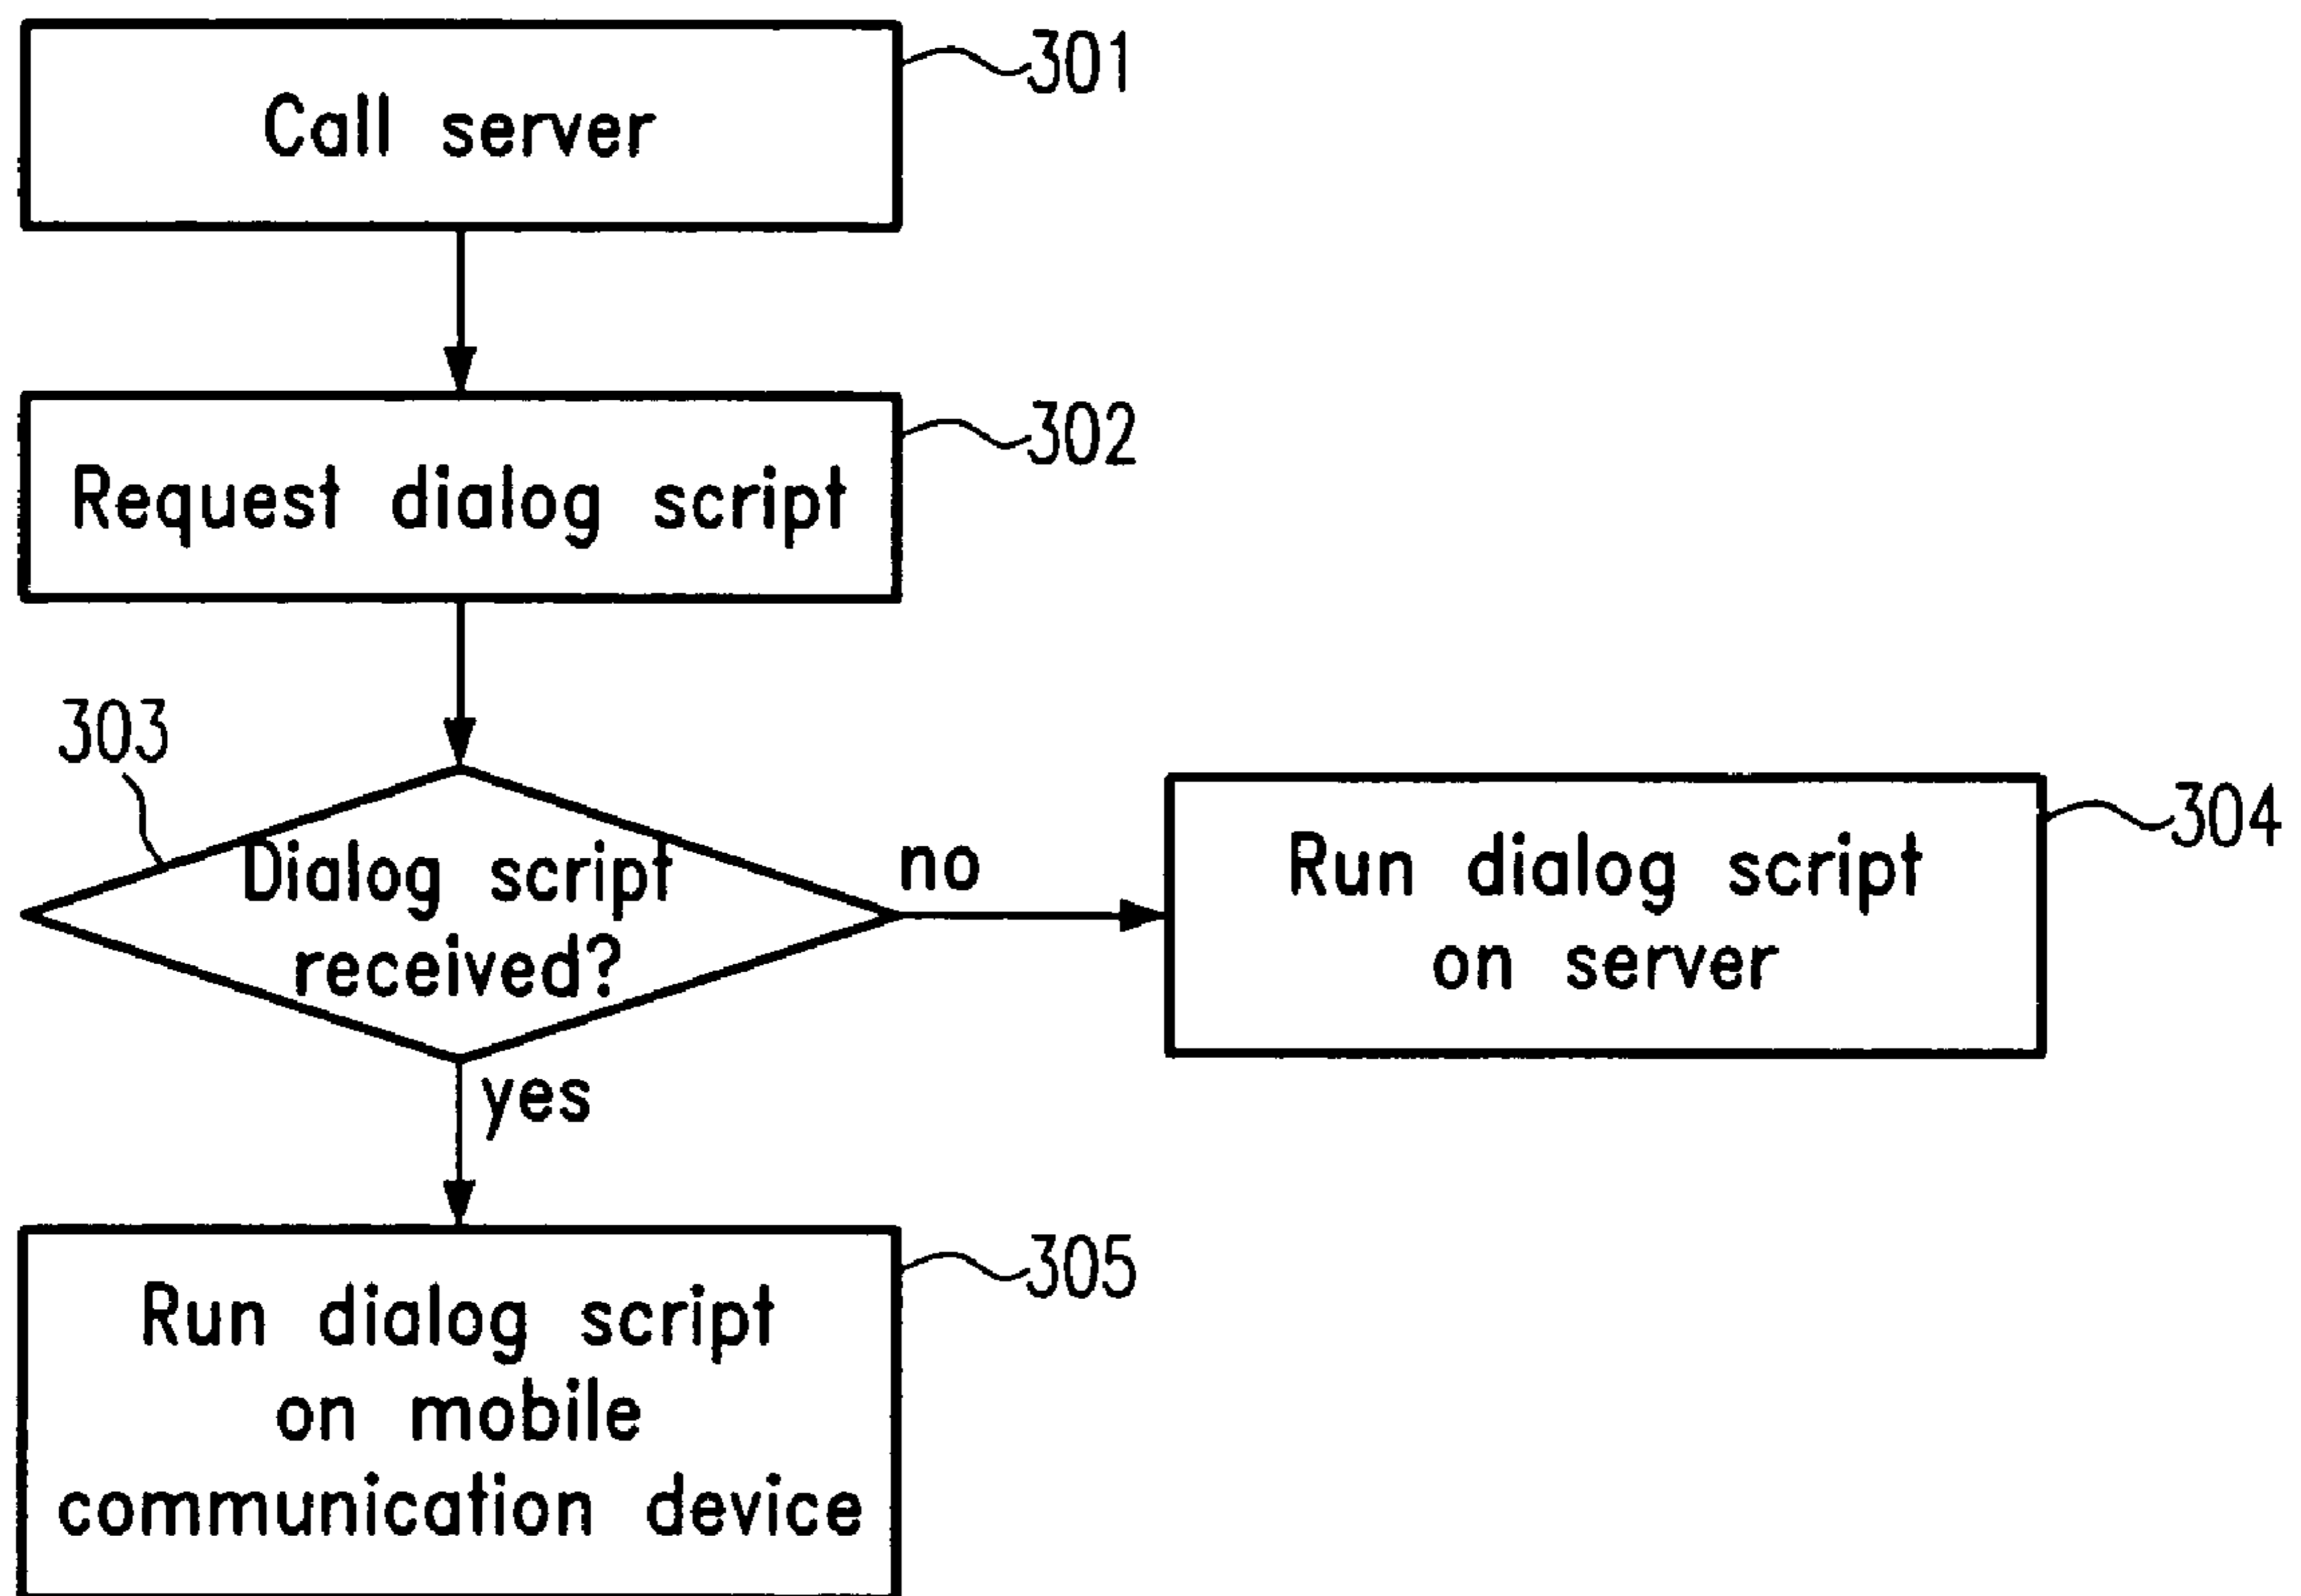 Call server
301
Request dialog script
302
303
Dialog script
received?
no
Run dialog script
on server
304
yes
Run dialog script
on mobile
communication device
305